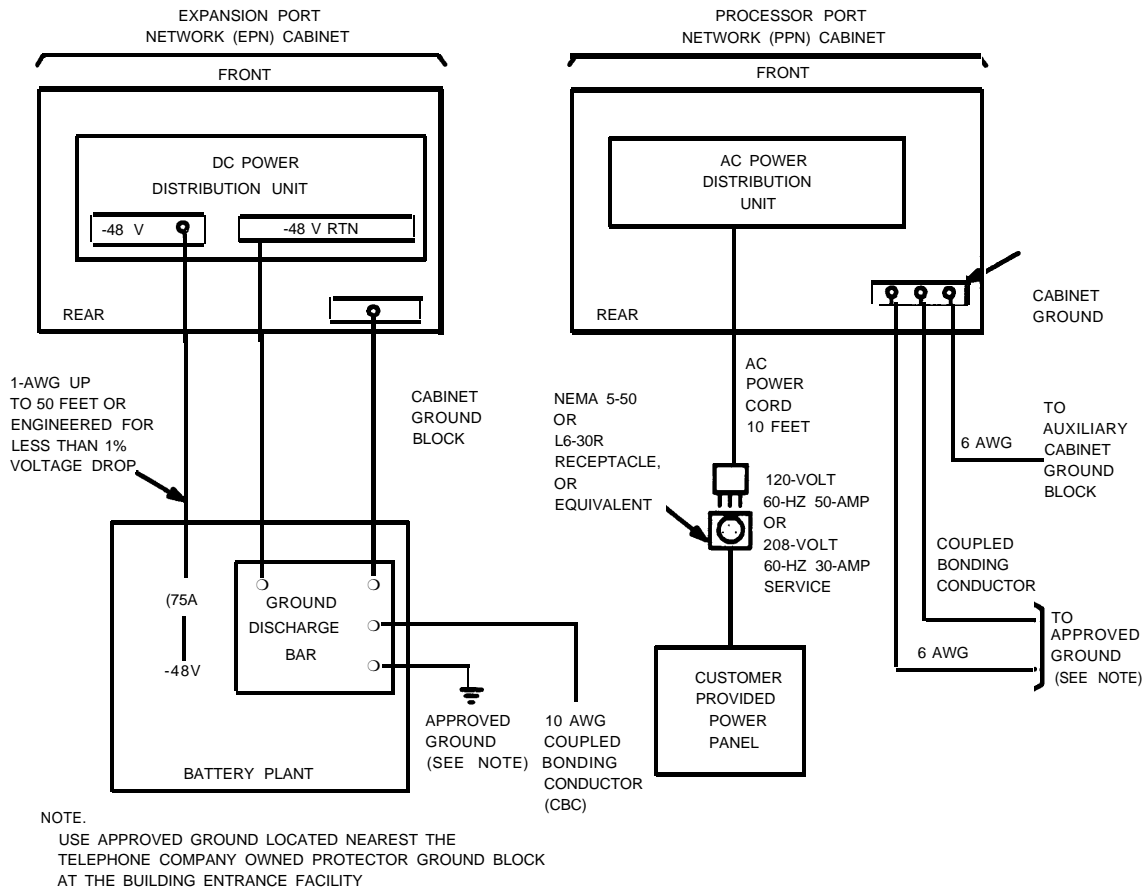 EXPANSION PORT
NETWORK (EPN) CABINET
FRONT
DC POWER
DISTRIBUTION UNIT
-48 V
-48 V RTN
REAR
1-AWG UP
TO 50 FEET OR
ENGINEERED FOR
LESS THAN 1%
VOLTAGE DROP
CABINET
GROUND
BLOCK
(75A
-48V
GROUND
DISCHARGE
BAR
BATTERY PLANT
APPROVED
GROUND
(SEE NOTE)
10 AWG
COUPLED
BONDING
CONDUCTOR
(CBC)
PROCESSOR PORT
NETWORK (PPN) CABINET
FRONT
AC POWER
DISTRIBUTION
UNIT
REAR
CABINET
GROUND
AC
POWER
CORD
10 FEET
NEMA 5-50
OR
L6-30R
RECEPTACLE,
OR
EQUIVALENT
120-VOLT
60-HZ 50-AMP
OR
208-VOLT
60-HZ 30-AMP
SERVICE
CUSTOMER
PROVIDED
POWER
PANEL
6 AWG
TO
AUXILIARY
CABINET
GROUND
BLOCK
COUPLED
BONDING
CONDUCTOR
6 AWG
TO
APPROVED
GROUND
(SEE NOTE)
NOTE.
USE APPROVED GROUND LOCATED NEAREST THE
TELEPHONE COMPANY OWNED PROTECTOR GROUND BLOCK
AT THE BUILDING ENTRANCE FACILITY